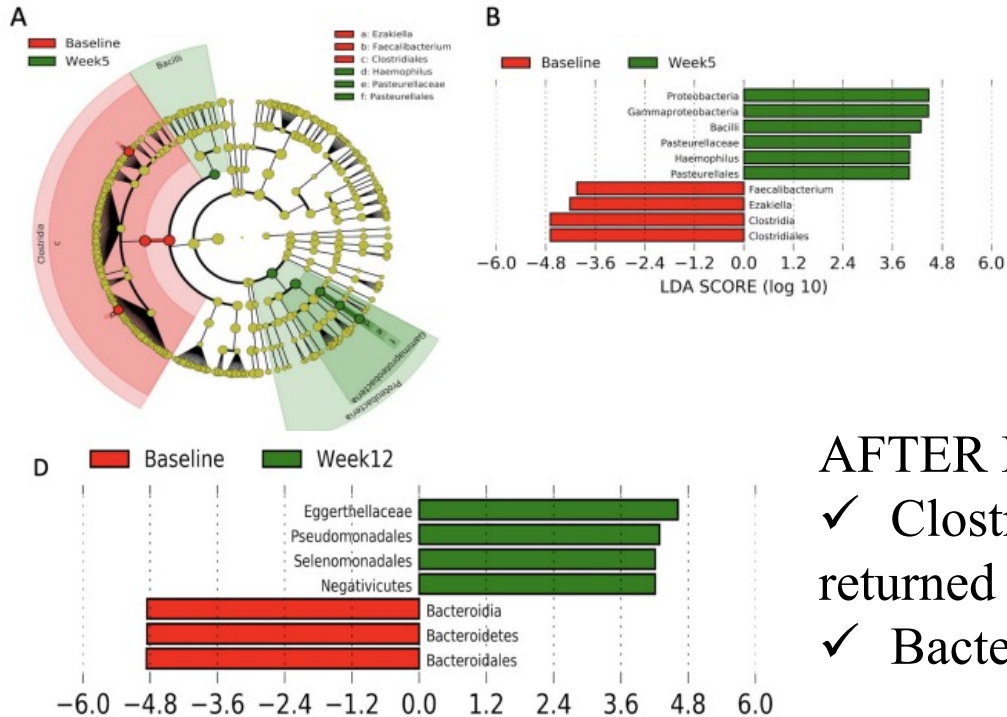 A
Baseline
Week5
a: Ezakiella
b: Faecalibacterium
c: Clostridiales
d: Haemophilus
e: Pasteurellaceae
f: Pasteurellales
Bacilli
Clostridia
c
Gammaproteobacteria
Proteobacteria
B
Baseline
Week5
Proteobacteria
Gammaproteobacteria
Bacilli
Pasteurellaceae
Haemophilus
Pasteurellales
Faecalibacterium
Ezakiella
Clostridia
Clostridiales
−6.0 −4.8 −3.6 −2.4 −1.2 0.0 1.2 2.4 3.6 4.8 6.0
LDA SCORE (log 10)
D
Baseline
Week12
Eggerthellaceae
Pseudomonadales
Selenomonadales
Negativicutes
Bacteroidia
Bacteroidetes
Bacteroidales
−6.0 −4.8 −3.6 −2.4 −1.2 0.0 1.2 2.4 3.6 4.8 6.0
AFTER
✓ Clost
returned
✓ Bacte